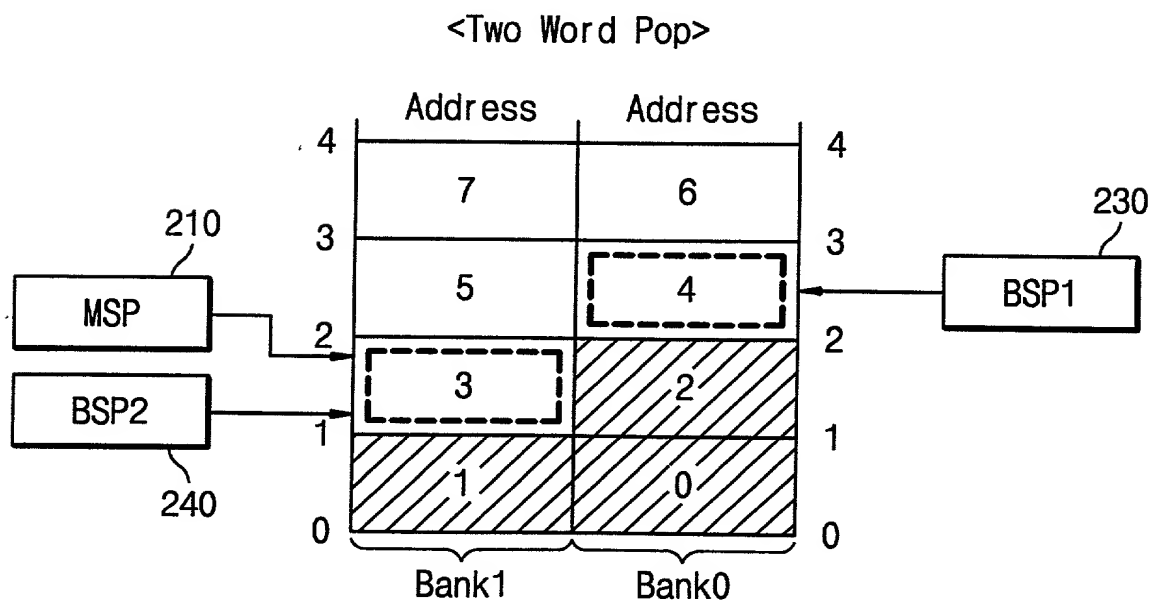 <Two Word Pop>
Address Address
4 4
7 6
210 230
3 3
MSP 5 4 BSP1
2 2
BSP2 3 2
1 1
240 1 0
0 0
Bank1 Bank0